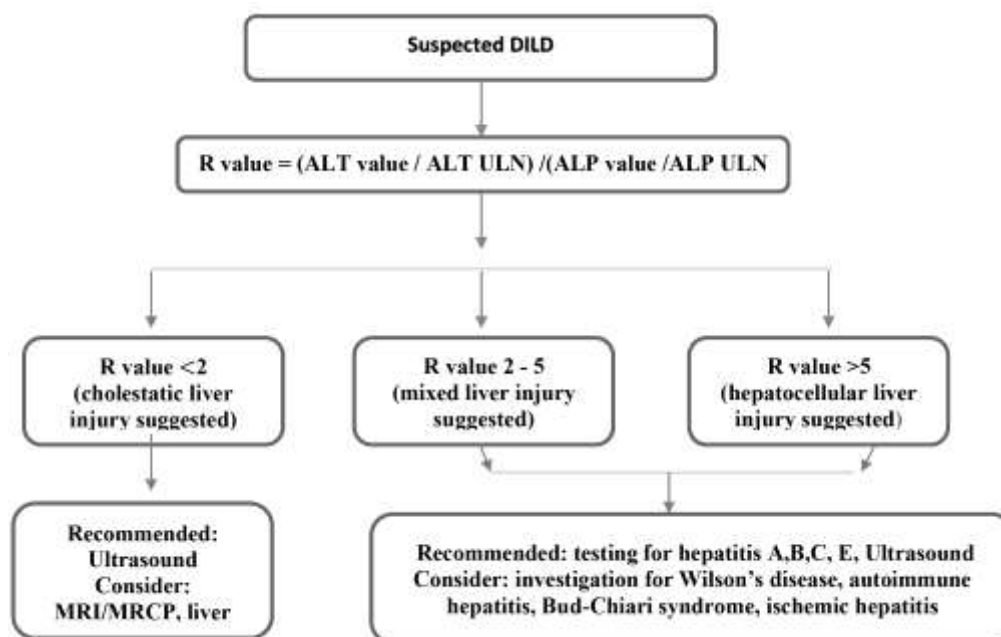 Suspected DILD
R value = (ALT value / ALT ULN) /(ALP value /ALP ULN
R value <2
(cholestatic liver
injury suggested)
R value 2 - 5
(mixed liver injury
suggested)
R value >5
(hepatocellular liver
injury suggested)
Recommended:
Ultrasound
Consider:
MRI/MRCP, liver
Recommended: testing for hepatitis A,B,C, E, Ultrasound
Consider: investigation for Wilson's disease, autoimmune
hepatitis, Bud-Chiari syndrome, ischemic hepatitis